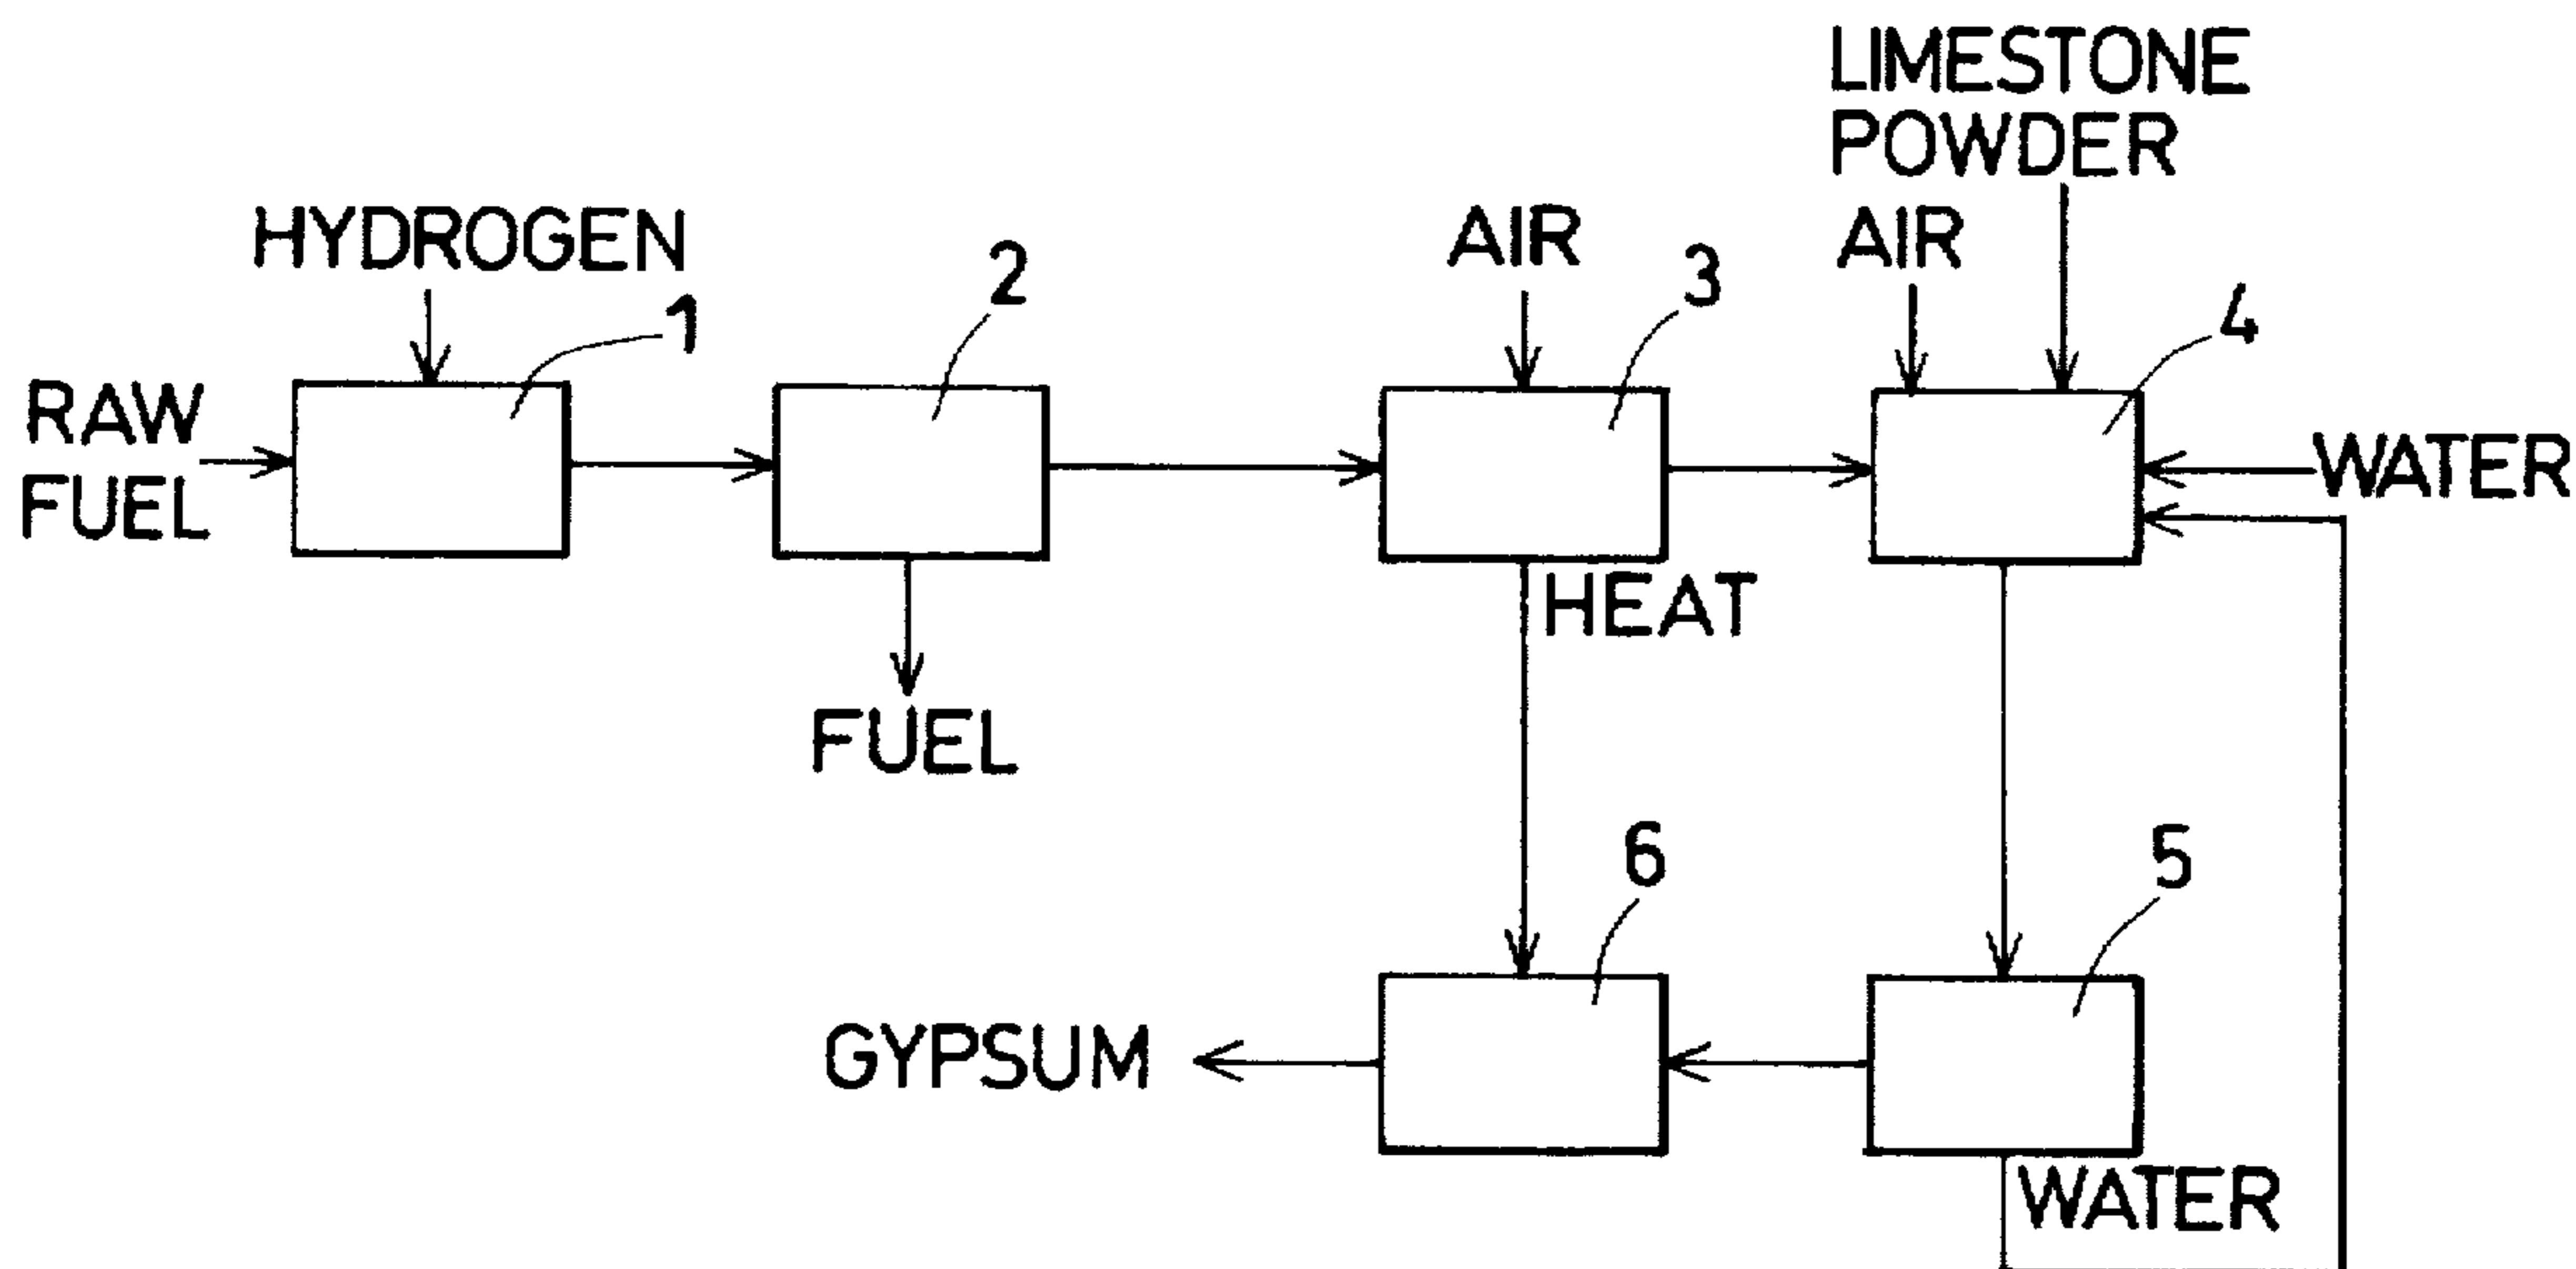 LIMESTONE
POWDER
HYDROGEN
AIR
AIR
1
2
3
4
RAW
FUEL
WATER
HEAT
FUEL
6
5
GYPSUM
WATER